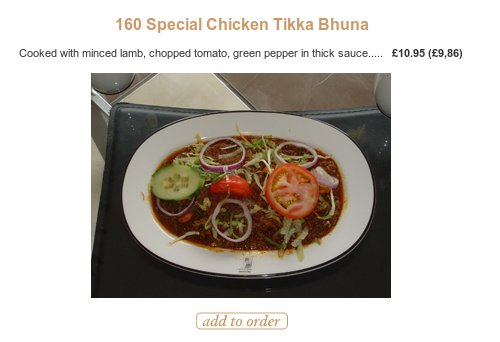 160 Special Chicken Tikka Bhuna
Cooked with minced lamb, chopped tomato, green pepper in thick sauce..... £10.95 (£9,86)
add to order